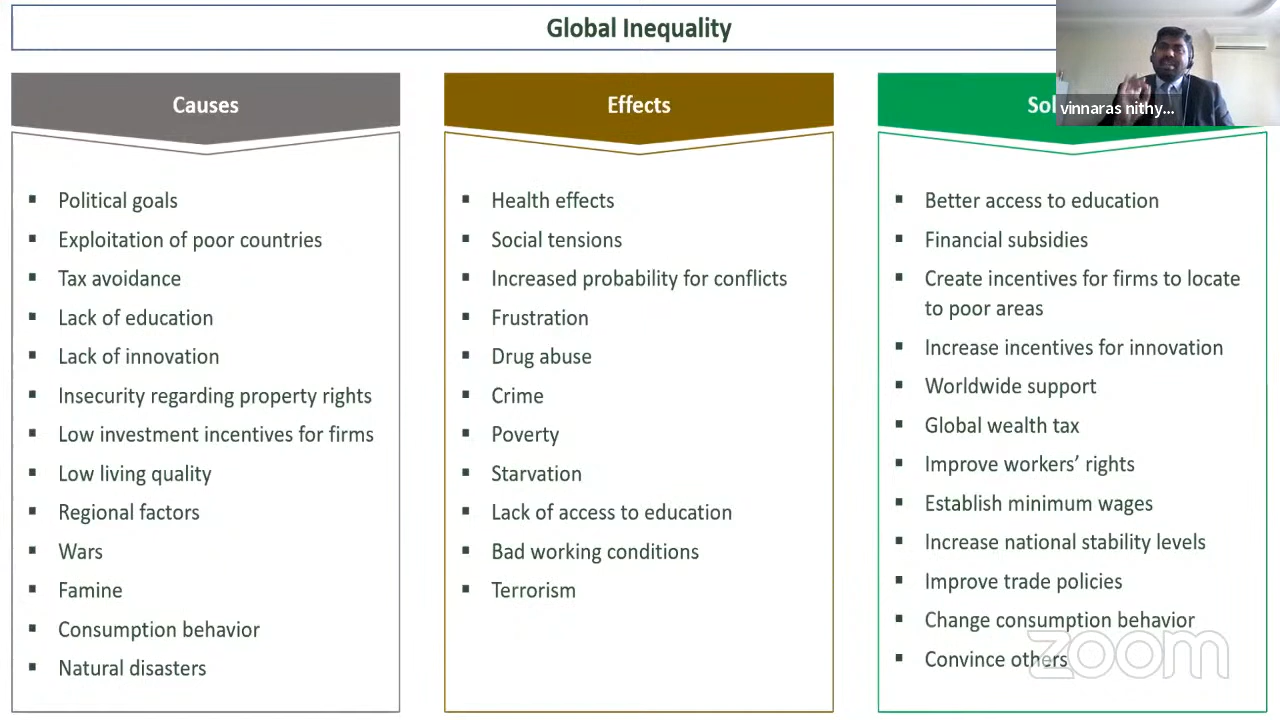 Global Inequality
vinnaras nithy...
Causes
Political goals
Exploitation of poor countries
Tax avoidance
Lack of education
Lack of innovation
Insecurity regarding property rights
Low investment incentives for firms
Low living quality
Regional factors
Wars
Famine
Consumption behavior
Natural disasters
Effects
Health effects
Social tensions
Increased probability for conflicts
Frustration
Drug abuse
Crime
Poverty
Starvation
Lack of access to education
Bad working conditions
Terrorism
Better access to education
Financial subsidies
Create incentives for firms to locate
to poor areas
Increase incentives for innovation
Worldwide support
Global wealth tax
Improve workers’ rights
Establish minimum wages
Increase national stability levels
Improve trade policies
Change consumption behavior
Convince others
zoom